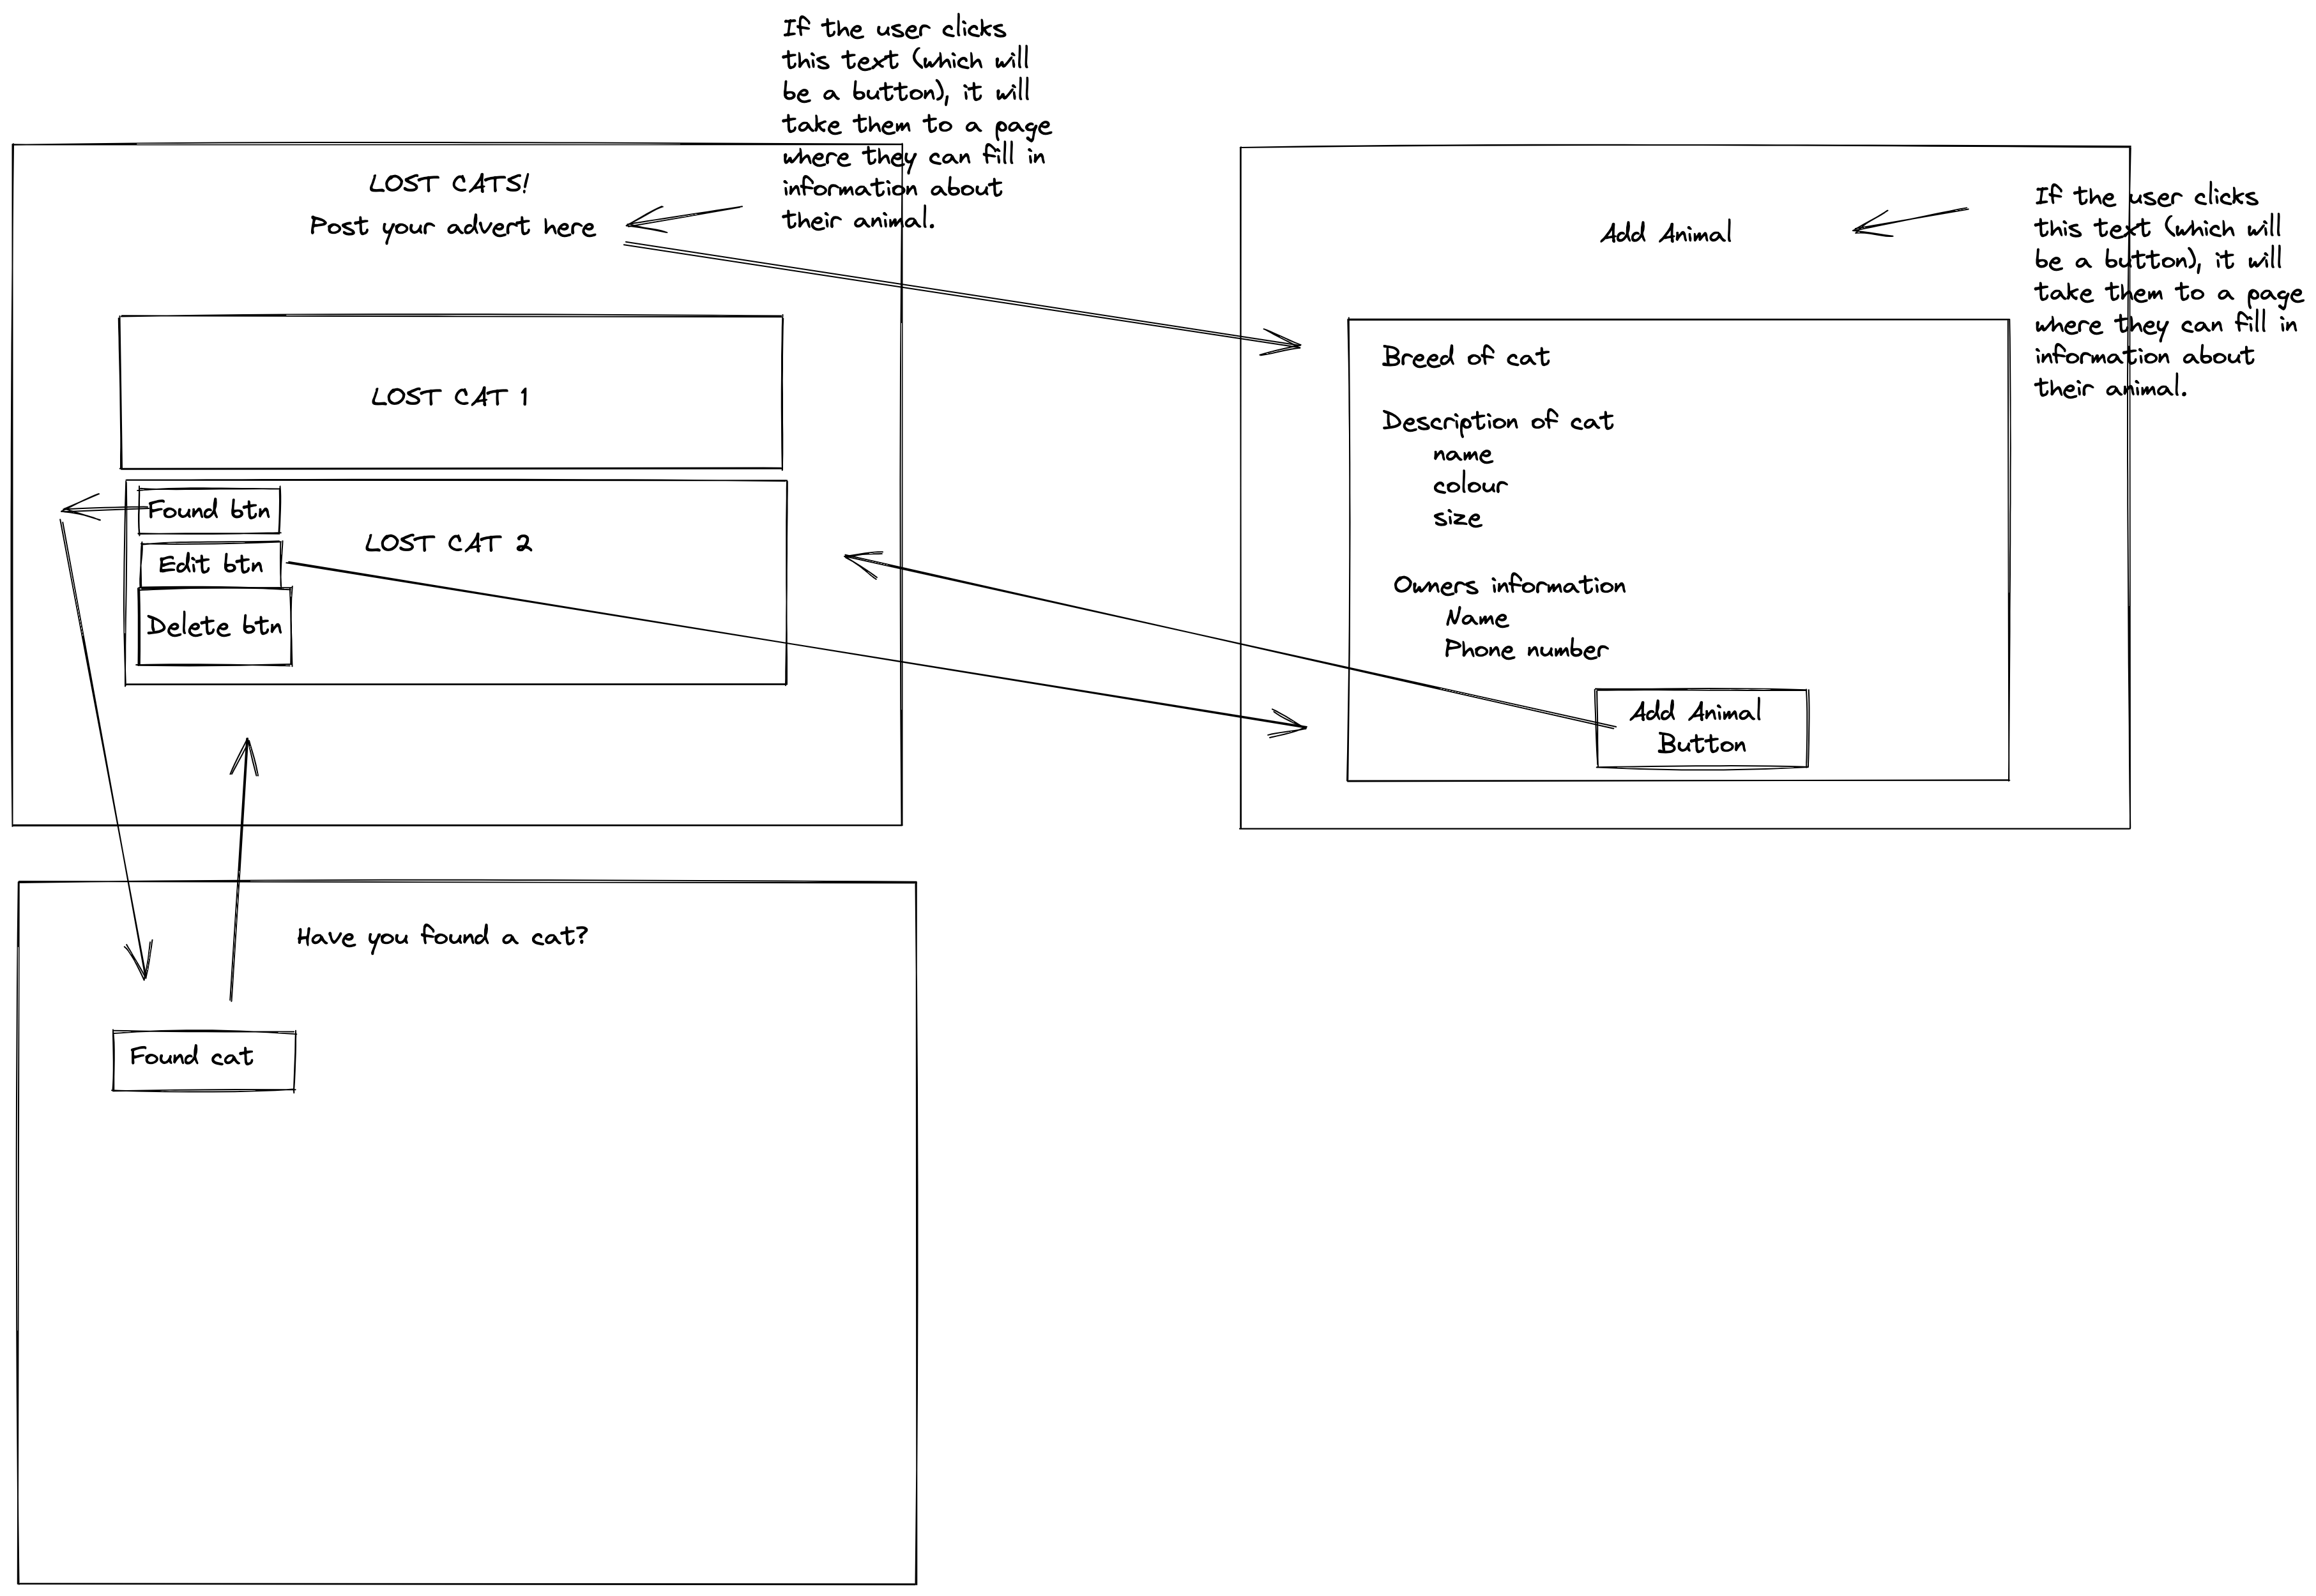 If the user clicks
this text (which will
be a button), it will
take them to a page
where they can fill in
information about
their animal.
LOST CATS!
Post your advert here
LOST CAT 1
Found btn
LOST CAT 2
Edit btn
Delete btn
If the user clicks
this text (which will
be a button), it will
take them to a page
where they can fill in
information about
their animal.
Add Animal
Breed of cat
Description of cat
name
colour
size
Owners information
Name
Phone number
Add Animal
Button
Have you found a cat?
Found cat